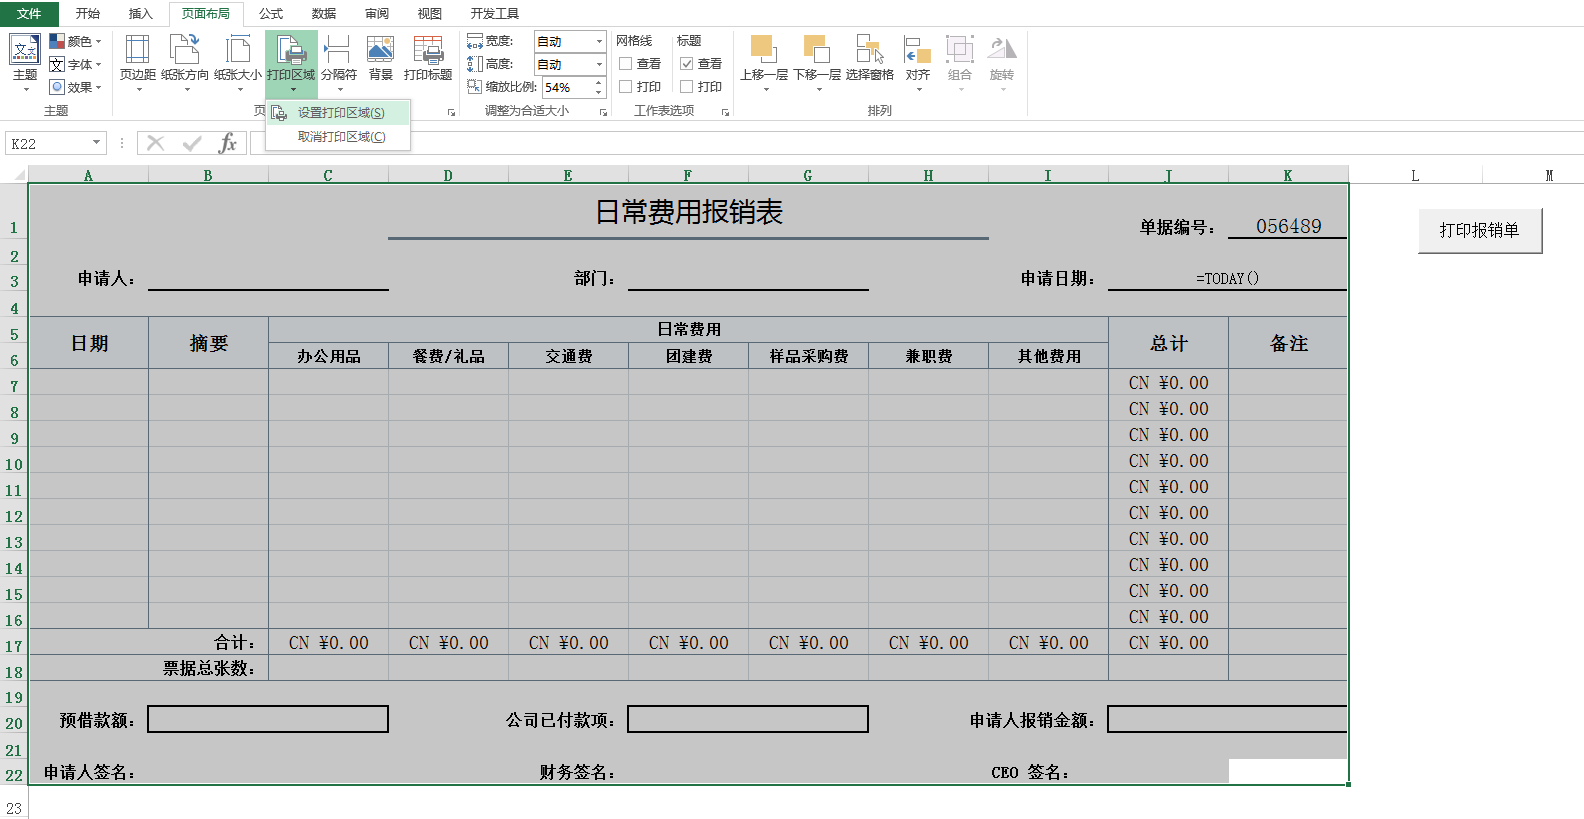 文件 开始 插入 页面布局 公式 数据 审阅 视图 开发工具
主题 颜色 字体 效果 页边距 纸张方向 纸张大小 打印区域 分隔符 背景 打印标题 宽度: 自动 高度: 自动 缩放比例: 54% 网格线 查看 打印 标题 查看 打印 上移一层 下移一层 选择窗格 对齐 组合 旋转
主题 页 调整为合适大小 工作表选项 排列
设置打印区域(S)
取消打印区域(C)
K22 fx
A B C D E F G H I J K L M
1 日常费用报销表 单据编号: 056489 打印报销单
2
3 申请人: 部门: 申请日期: =TODAY()
4
5 日期 摘要 日常费用 总计 备注
6 办公用品 餐费/礼品 交通费 团建费 样品采购费 兼职费 其他费用
7 CN ¥0.00
8 CN ¥0.00
9 CN ¥0.00
10 CN ¥0.00
11 CN ¥0.00
12 CN ¥0.00
13 CN ¥0.00
14 CN ¥0.00
15 CN ¥0.00
16 CN ¥0.00
17 合计: CN ¥0.00 CN ¥0.00 CN ¥0.00 CN ¥0.00 CN ¥0.00 CN ¥0.00 CN ¥0.00 CN ¥0.00
18 票据总张数:
19
20 预借款额: 公司已付款项: 申请人报销金额:
21
22 申请人签名: 财务签名: CEO 签名:
23